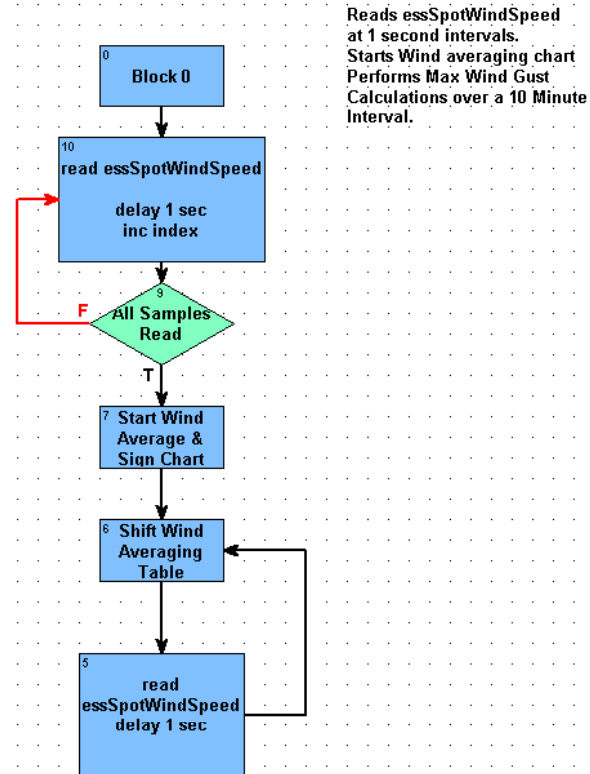 Reads essSpotWindSpeed
at 1 second intervals.
Starts Wind averaging chart
Performs Max Wind Gust
Calculations over a 10 Minute
Interval.
0
Block 0
10
read essSpotWindSpeed
delay 1 sec
inc index
9
All Samples
Read
F
T
7
Start Wind
Average &
Sign Chart
6
Shift Wind
Averaging
Table
5
read
essSpotWindSpeed
delay 1 sec